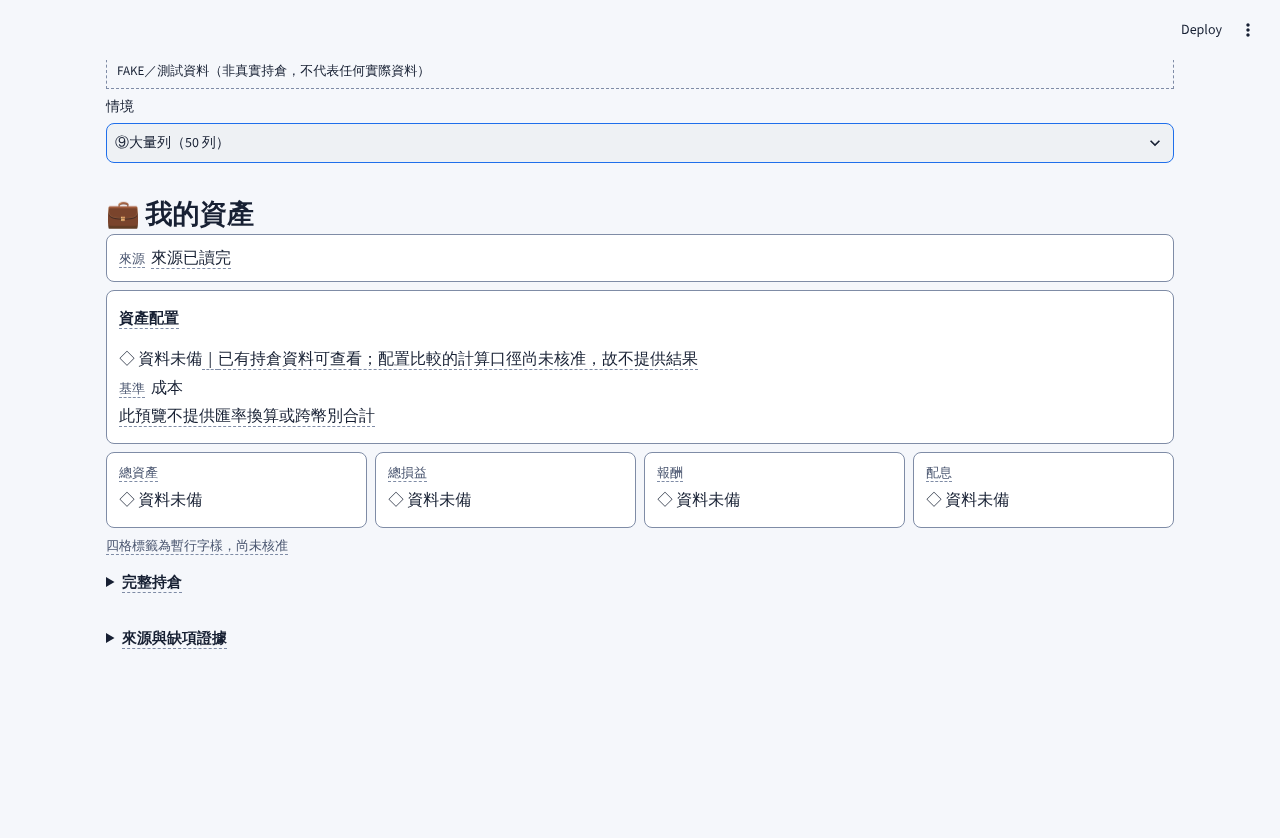 Deploy
FAKE／測試資料（非真實持倉，不代表任何實際資料）
情境
⑨大量列（50 列）
💼 我的資產
來源 來源已讀完
資產配置
◇ 資料未備｜已有持倉資料可查看；配置比較的計算口徑尚未核准，故不提供結果
基準 成本
此預覽不提供匯率換算或跨幣別合計
總資產
◇ 資料未備
總損益
◇ 資料未備
報酬
◇ 資料未備
配息
◇ 資料未備
四格標籤為暫行字樣，尚未核准
▶ 完整持倉
▶ 來源與缺項證據